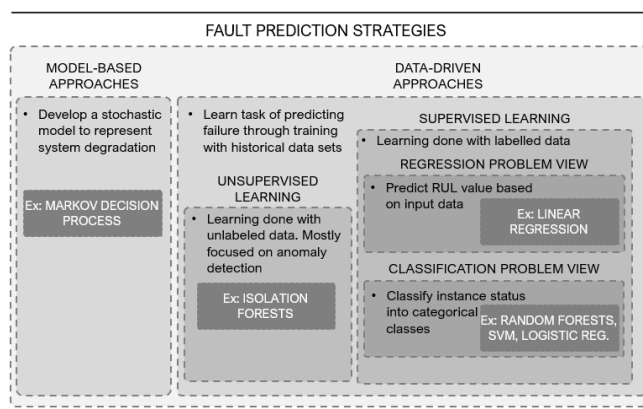 FAULT PREDICTION STRATEGIES
MODEL-BASED
APPROACHES
• Develop a stochastic
model to represent
system degradation
Ex: MARKOV DECISION
PROCESS
DATA-DRIVEN
APPROACHES
• Learn task of predicting
failure through training
with historical data sets
UNSUPERVISED
LEARNING
• Learning done with
unlabeled data. Mostly
focused on anomaly
detection
Ex: ISOLATION
FORESTS
SUPERVISED LEARNING
• Learning done with labelled data
REGRESSION PROBLEM VIEW
• Predict RUL value based
on input data
Ex: LINEAR
REGRESSION
CLASSIFICATION PROBLEM VIEW
• Classify instance status
into categorical
classes
Ex: RANDOM FORESTS,
SVM, LOGISTIC REG.